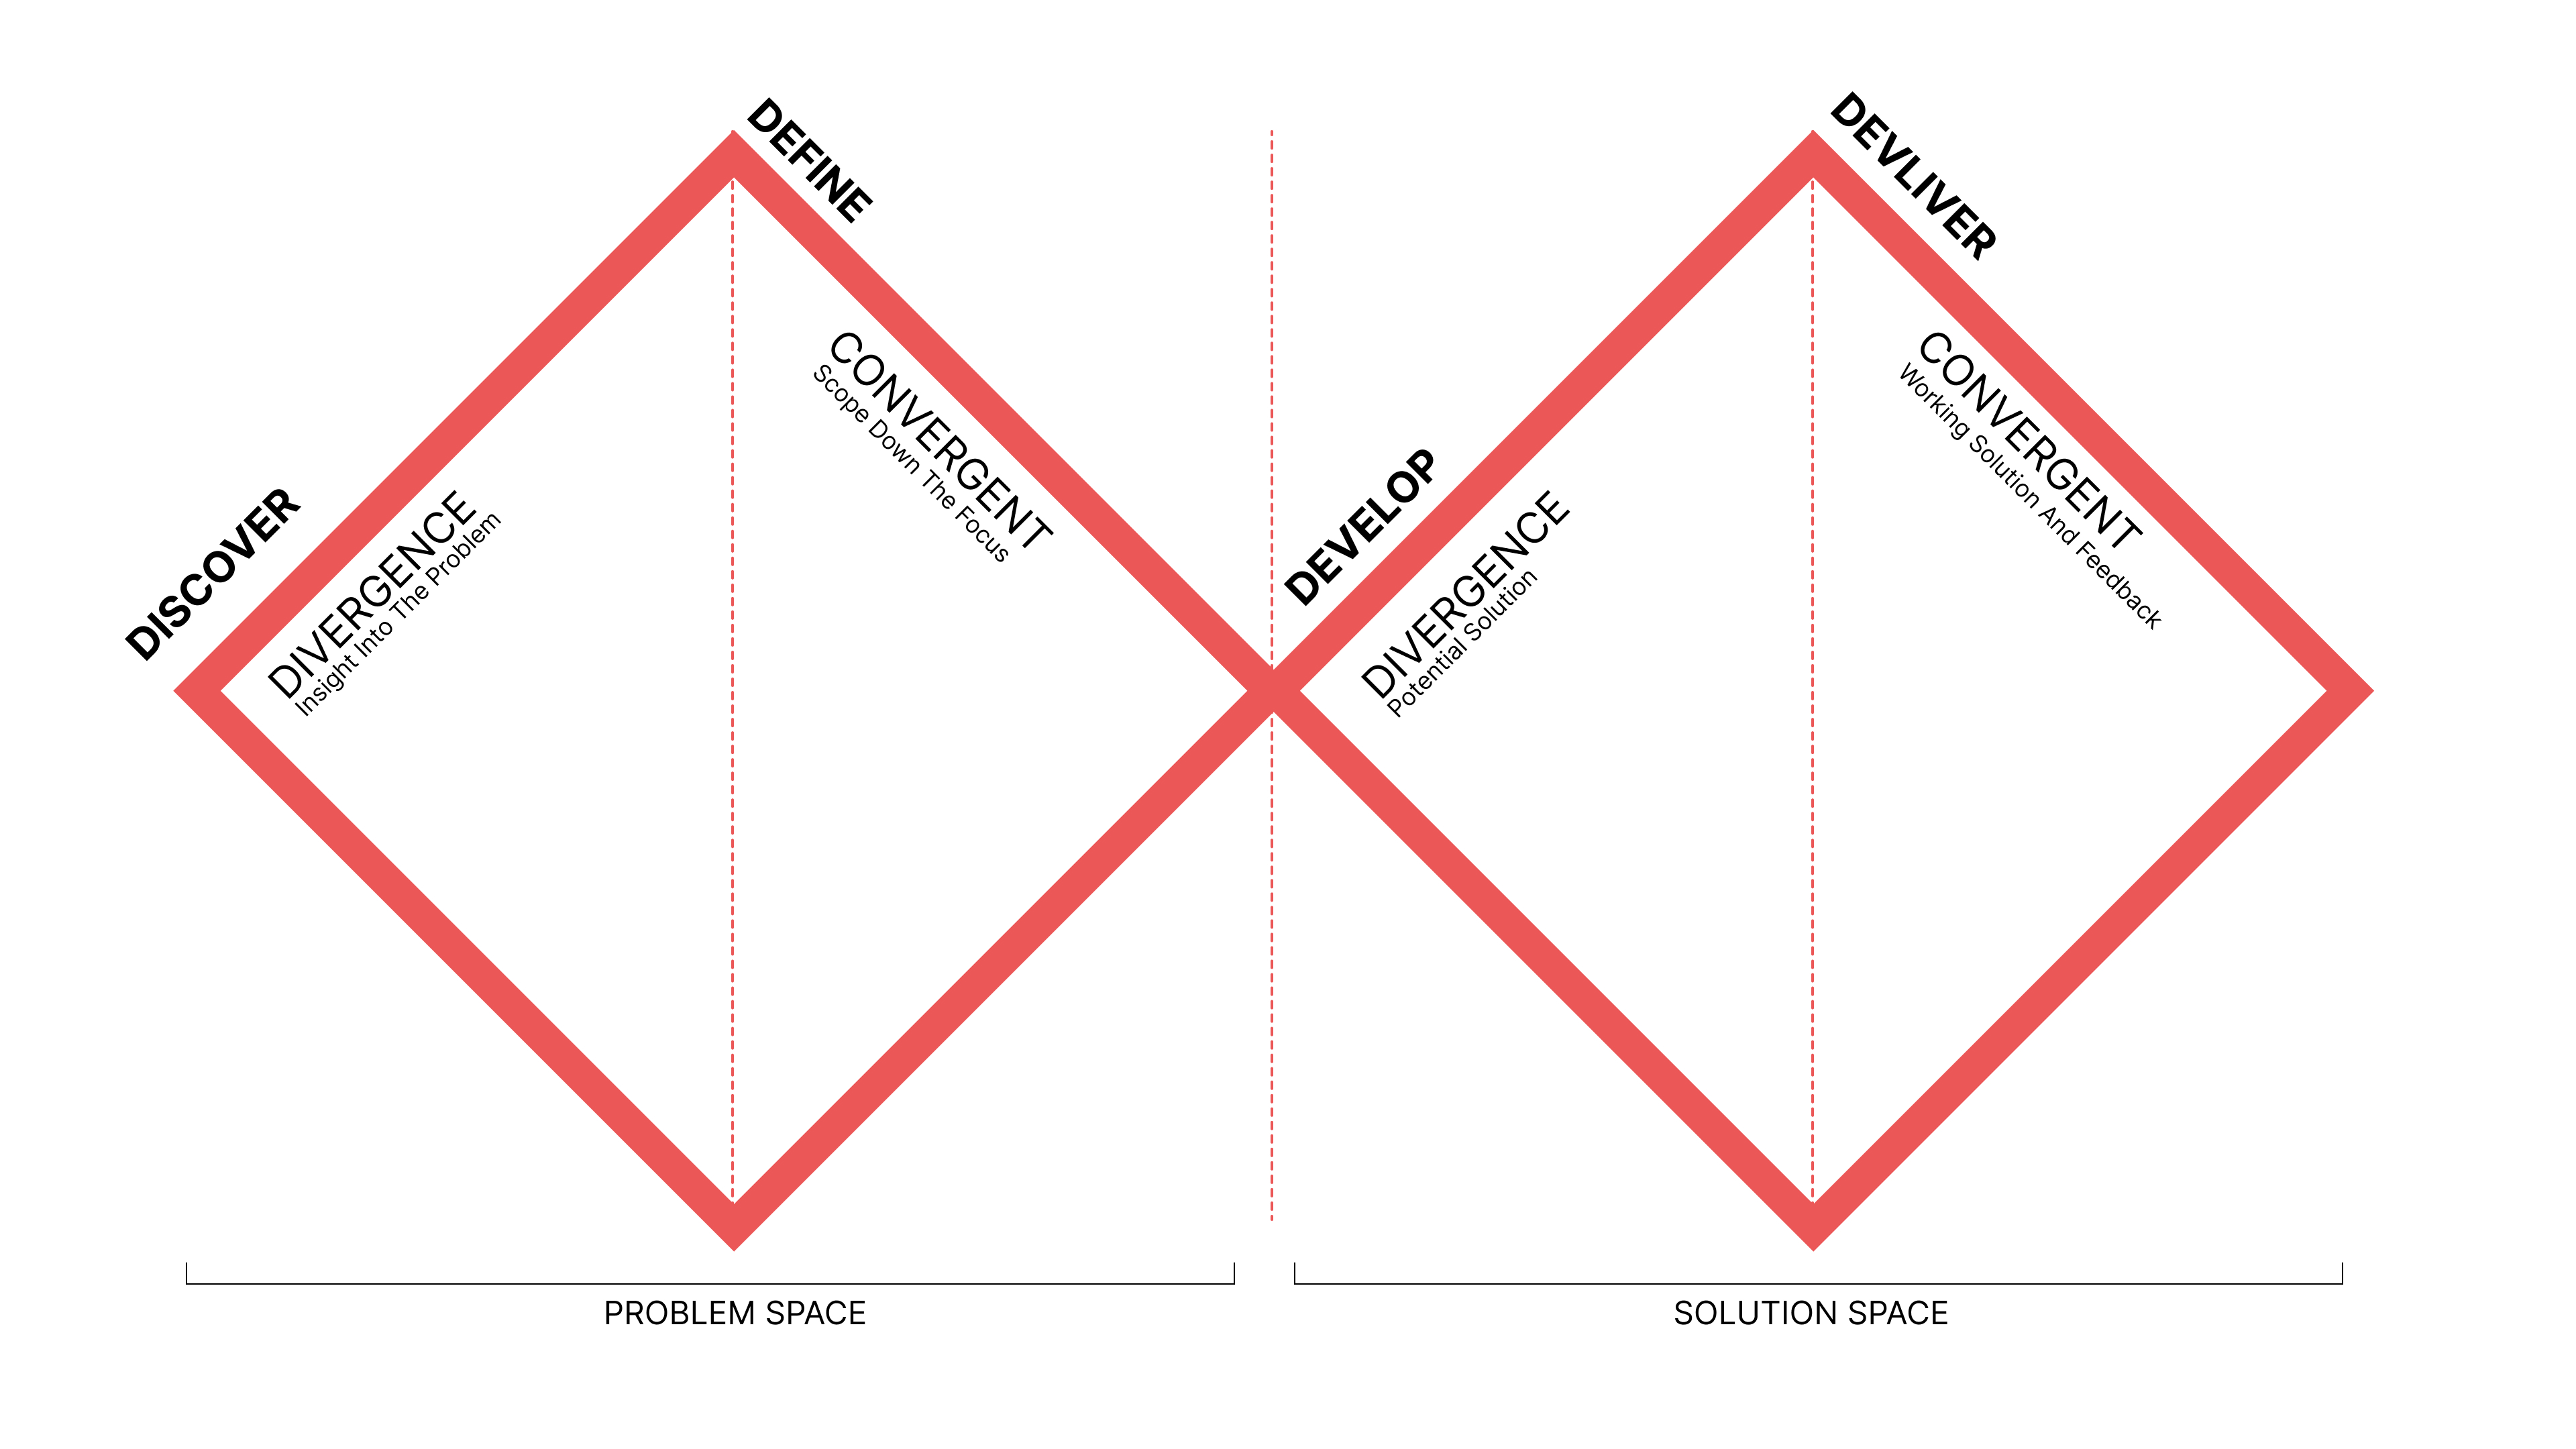 DISCOVER
DIVERGENCE
Insight Into The Problem
DEFINE
CONVERGENT
Scope Down The Focus
DEVELOP
DIVERGENCE
Potential Solution
DEVLIVER
CONVERGENT
Working Solution And Feedback
PROBLEM SPACE
SOLUTION SPACE